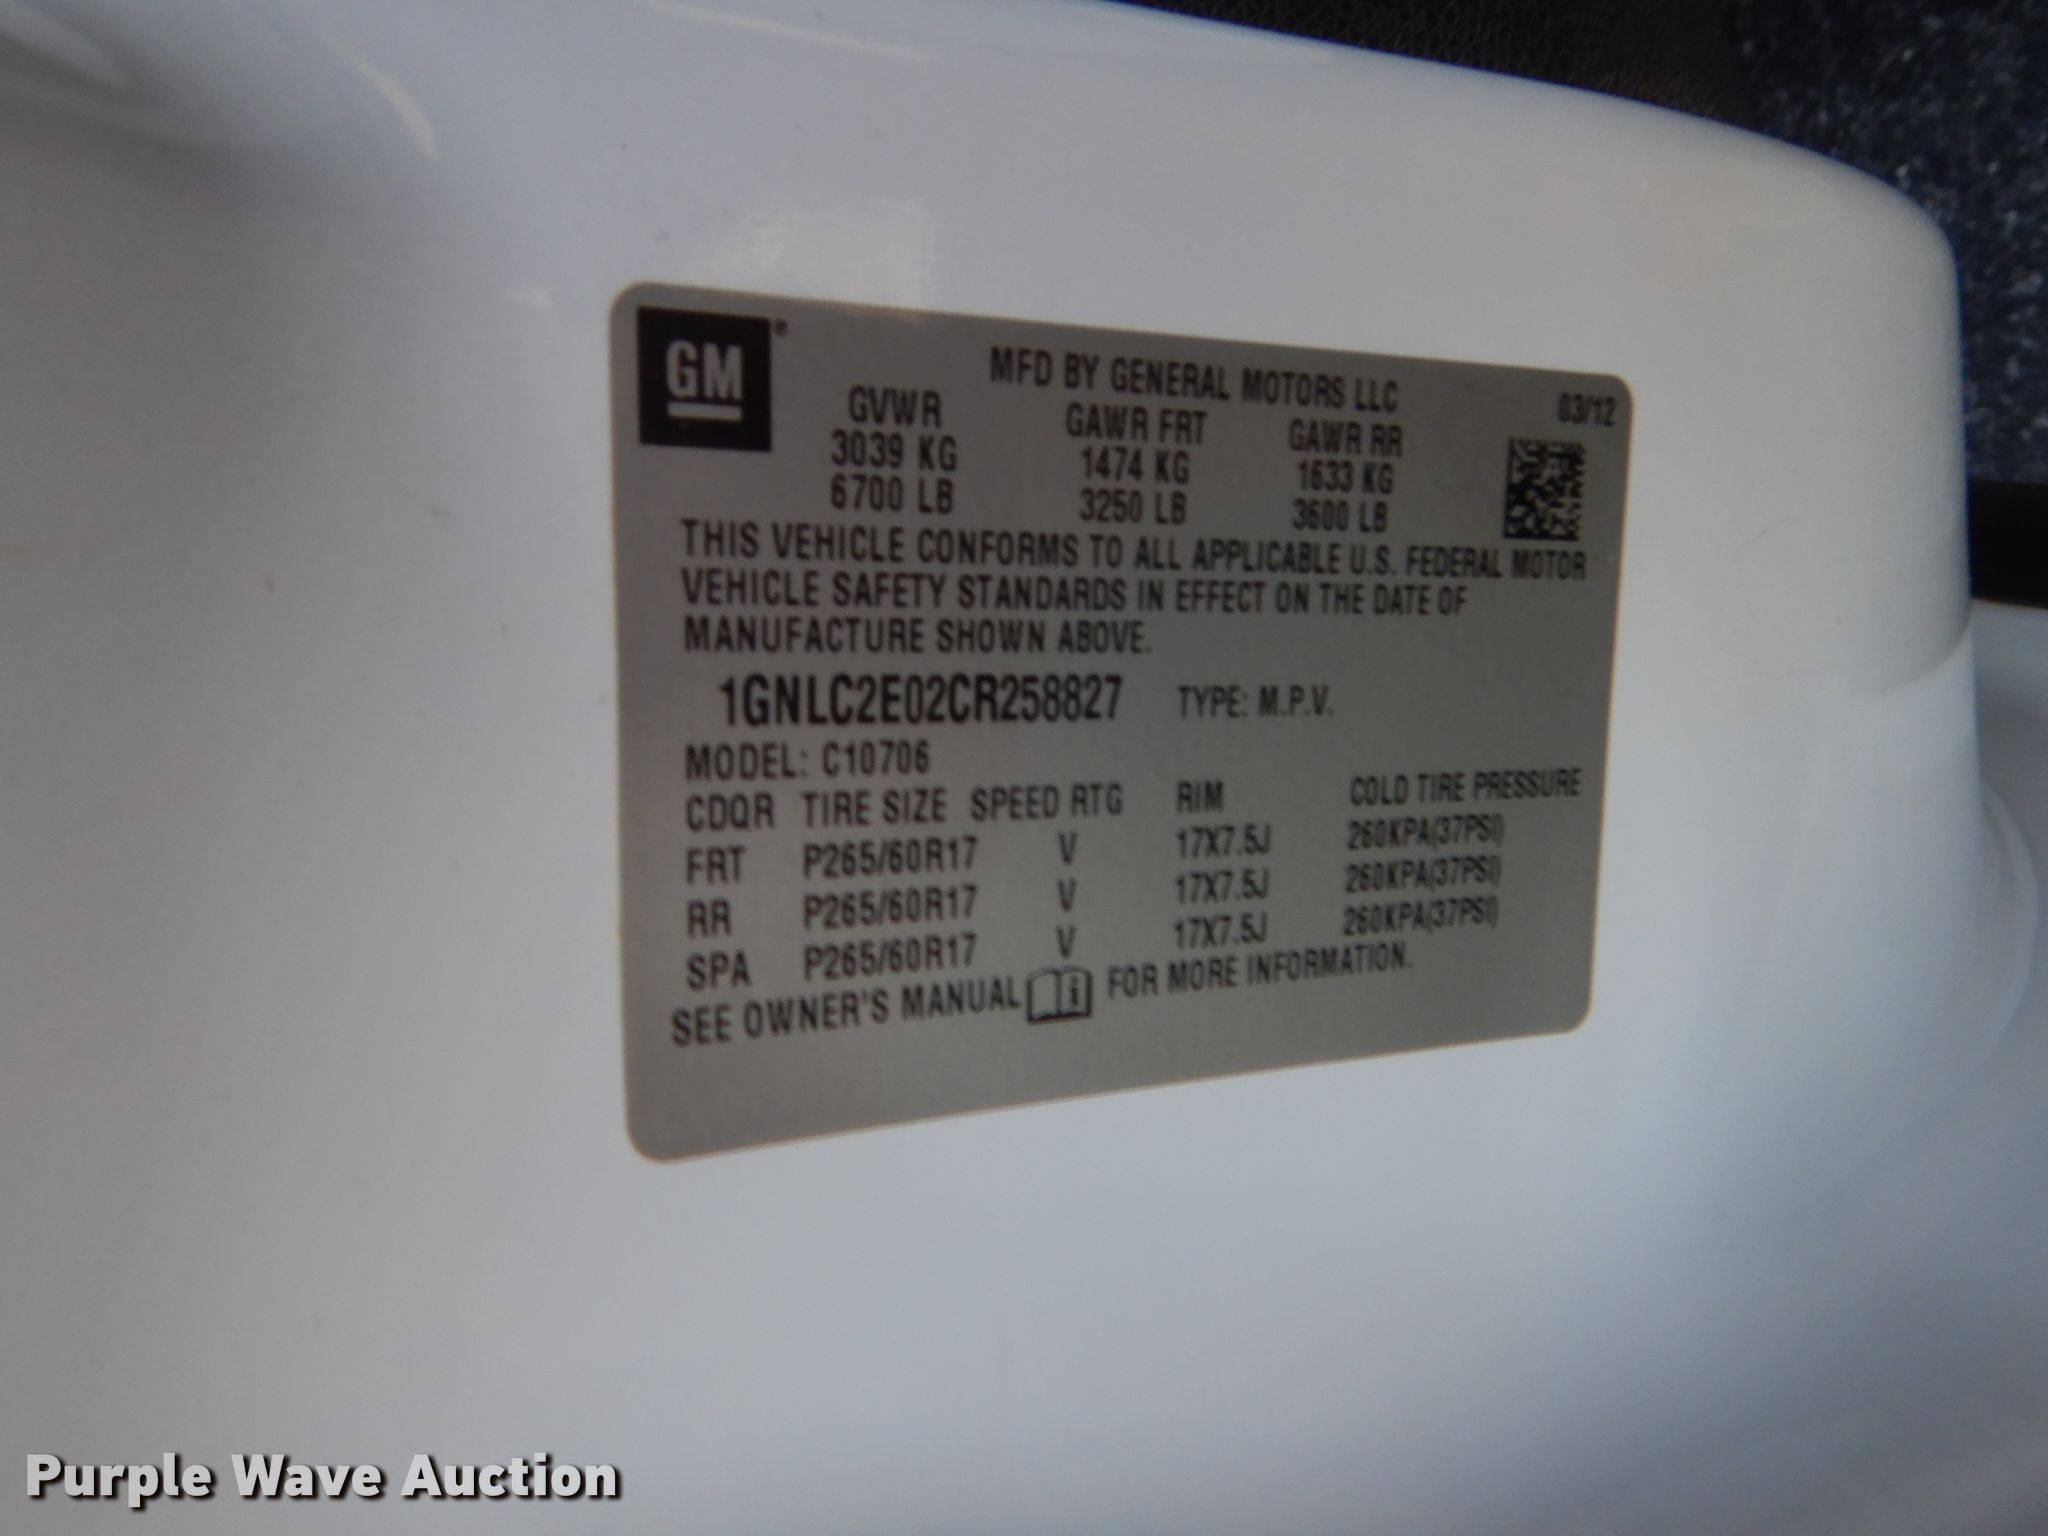 GM
MFD BY GENERAL MOTORS LLC 03/12
GVWR GAWR FRT GAWR RR
3039 KG 1474 KG 1633 KG
6700 LB 3250 LB 3600 LB
THIS VEHICLE CONFORMS TO ALL APPLICABLE U.S. FEDERAL MOTOR
VEHICLE SAFETY STANDARDS IN EFFECT ON THE DATE OF
MANUFACTURE SHOWN ABOVE.
1GNLC2E02CR258827 TYPE: M.P.V.
MODEL: C10706
CDQR TIRE SIZE SPEED RTG RIM COLD TIRE PRESSURE
FRT P265/60R17 V 17X7.5J 260KPA(37PSI)
RR P265/60R17 V 17X7.5J 260KPA(37PSI)
SPA P265/60R17 V 17X7.5J 260KPA(37PSI)
SEE OWNER'S MANUAL FOR MORE INFORMATION.
Purple Wave Auction